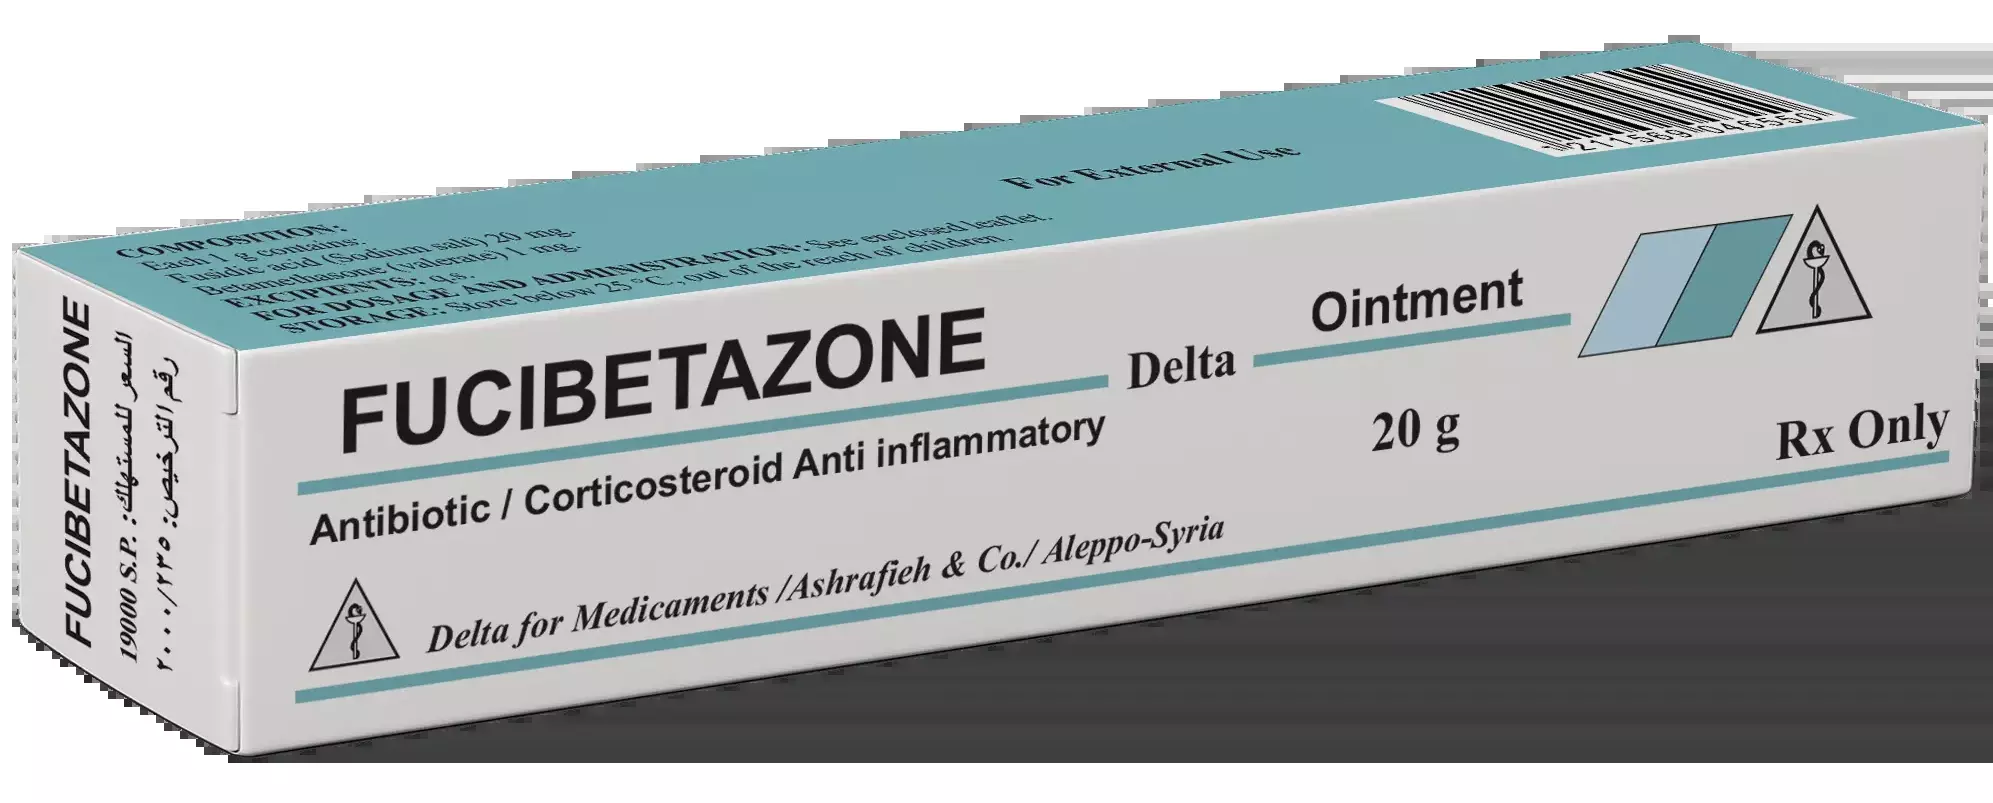 COMPOSITION:
Each 1 g contains:
Fusidic acid (Sodium salt) 20 mg.
Betamethasone (valerate) 1 mg.
EXCIPIENTS: q.s.
FOR DOSAGE AND ADMINISTRATION: See enclosed leaflet.
STORAGE: Store below 25 °C, out of the reach of children.
For External Use
FUCIBETAZONE
Delta
Ointment
Antibiotic / Corticosteroid Anti inflammatory
20 g
Rx Only
Delta for Medicaments /Ashrafieh & Co./ Aleppo-Syria
FUCIBETAZONE
السعر للمستهلك: 19000 S.P.
رقم الترخيص: ٢٠٠٠/٢٣٥